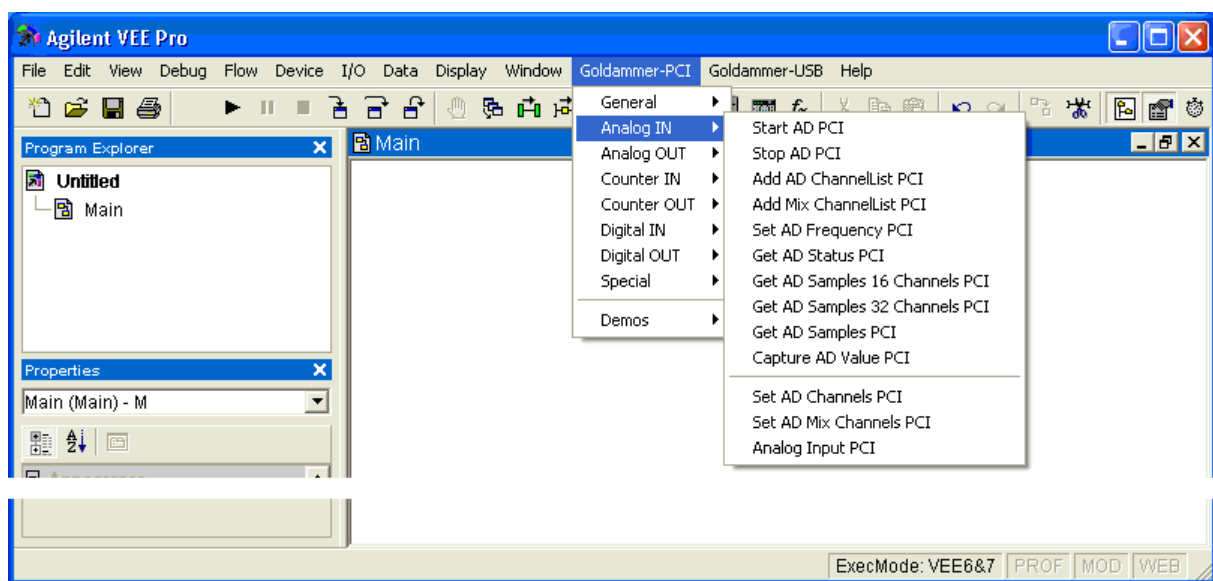 Agilent VEE Pro
File Edit View Debug Flow Device I/O Data Display Window Goldammer-PCI Goldammer-USB Help
General
Analog IN
Analog OUT
Counter IN
Counter OUT
Digital IN
Digital OUT
Special
Demos
Start AD PCI
Stop AD PCI
Add AD ChannelList PCI
Add Mix ChannelList PCI
Set AD Frequency PCI
Get AD Status PCI
Get AD Samples 16 Channels PCI
Get AD Samples 32 Channels PCI
Get AD Samples PCI
Capture AD Value PCI
Set AD Channels PCI
Set AD Mix Channels PCI
Analog Input PCI
Program Explorer
Untitled
Main
Main
Properties
Main (Main) - M
ExecMode: VEE6&7 PROF MOD WEB